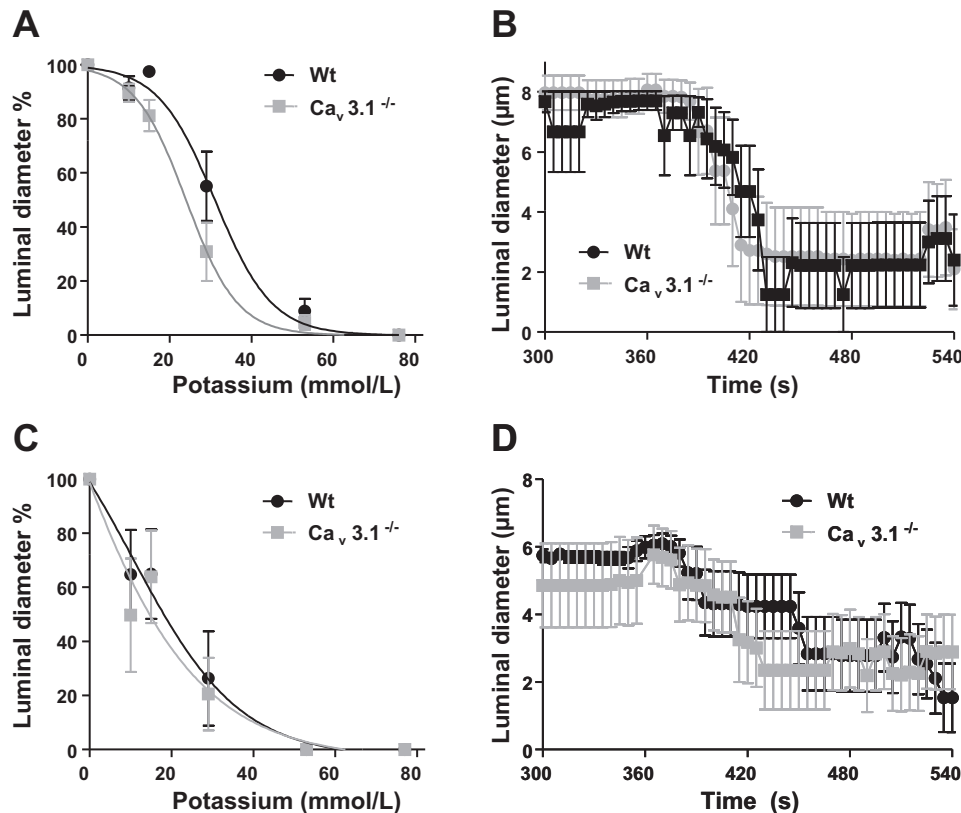 A
Luminal diameter %
100
80
60
40
20
0
0 20 40 60 80
Potassium (mmol/L)
Wt
Cav 3.1 -/-
B
Luminal diameter (µm)
8
6
4
2
0
300 360 420 480 540
Time (s)
Wt
Cav 3.1-/-
C
Luminal diameter %
100
80
60
40
20
0
0 20 40 60 80
Potassium (mmol/L)
Wt
Cav 3.1 -/-
D
Luminal diameter (µm)
8
6
4
2
0
300 360 420 480 540
Time (s)
Wt
Cav 3.1 -/-